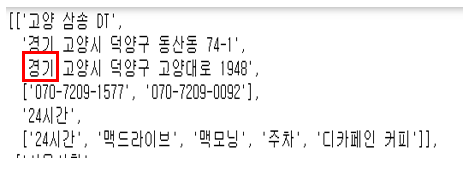 [['고양 삼송 DT',
'경기 고양시 덕양구 동산동 74-1',
경기 고양시 덕양구 고양대로 1948',
['070-7209-1577', '070-7209-0092'],
'24시간',
['24시간', '맥드라이브', '맥모닝', '주차', '디카페인 커피']],